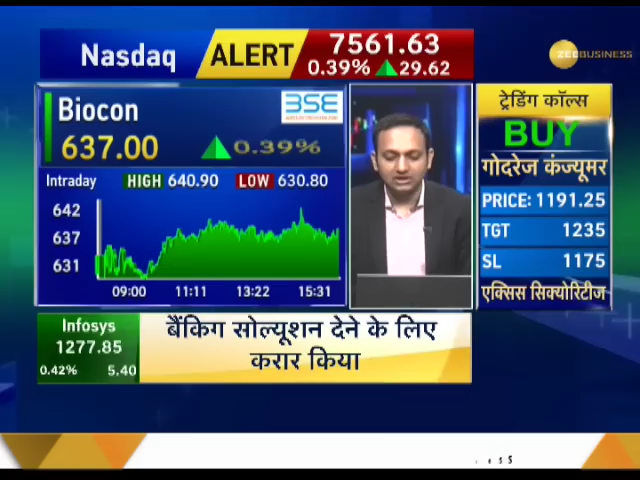 Nasdaq
ALERT
7561.63
0.39% 29.62
ZEE BUSINESS
Biocon
BSE
637.00
0.39%
Intraday HIGH 640.90 LOW 630.80
642
637
631
09:00 11:11 13:22 15:31
ट्रेडिंग कॉल्स
BUY
गोदरेज कंज्यूमर
PRICE: 1191.25
TGT 1235
SL 1175
एक्सिस सिक्योरिटीज
Infosys
1277.85
0.42% 5.40
बैंकिग सोल्यूशन देने के लिए
करार किया